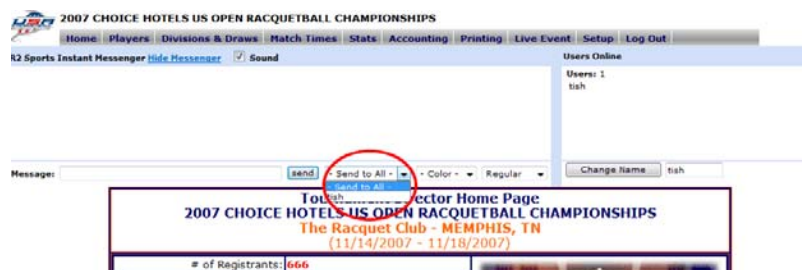 USA
2007 CHOICE HOTELS US OPEN RACQUETBALL CHAMPIONSHIPS
Home Players Divisions & Draws Match Times Stats Accounting Printing Live Event Setup Log Out
R2 Sports Instant Messenger Hide Messenger Sound
Users Online
Users: 1
tish
Message: send - Send to All - - Color - Regular Change Name tish
- Send to All -
tish
Director Home Page
2007 CHOICE HOTELS US OPEN RACQUETBALL CHAMPIONSHIPS
The Racquet Club - MEMPHIS, TN
(11/14/2007 - 11/18/2007)
# of Registrants: 666